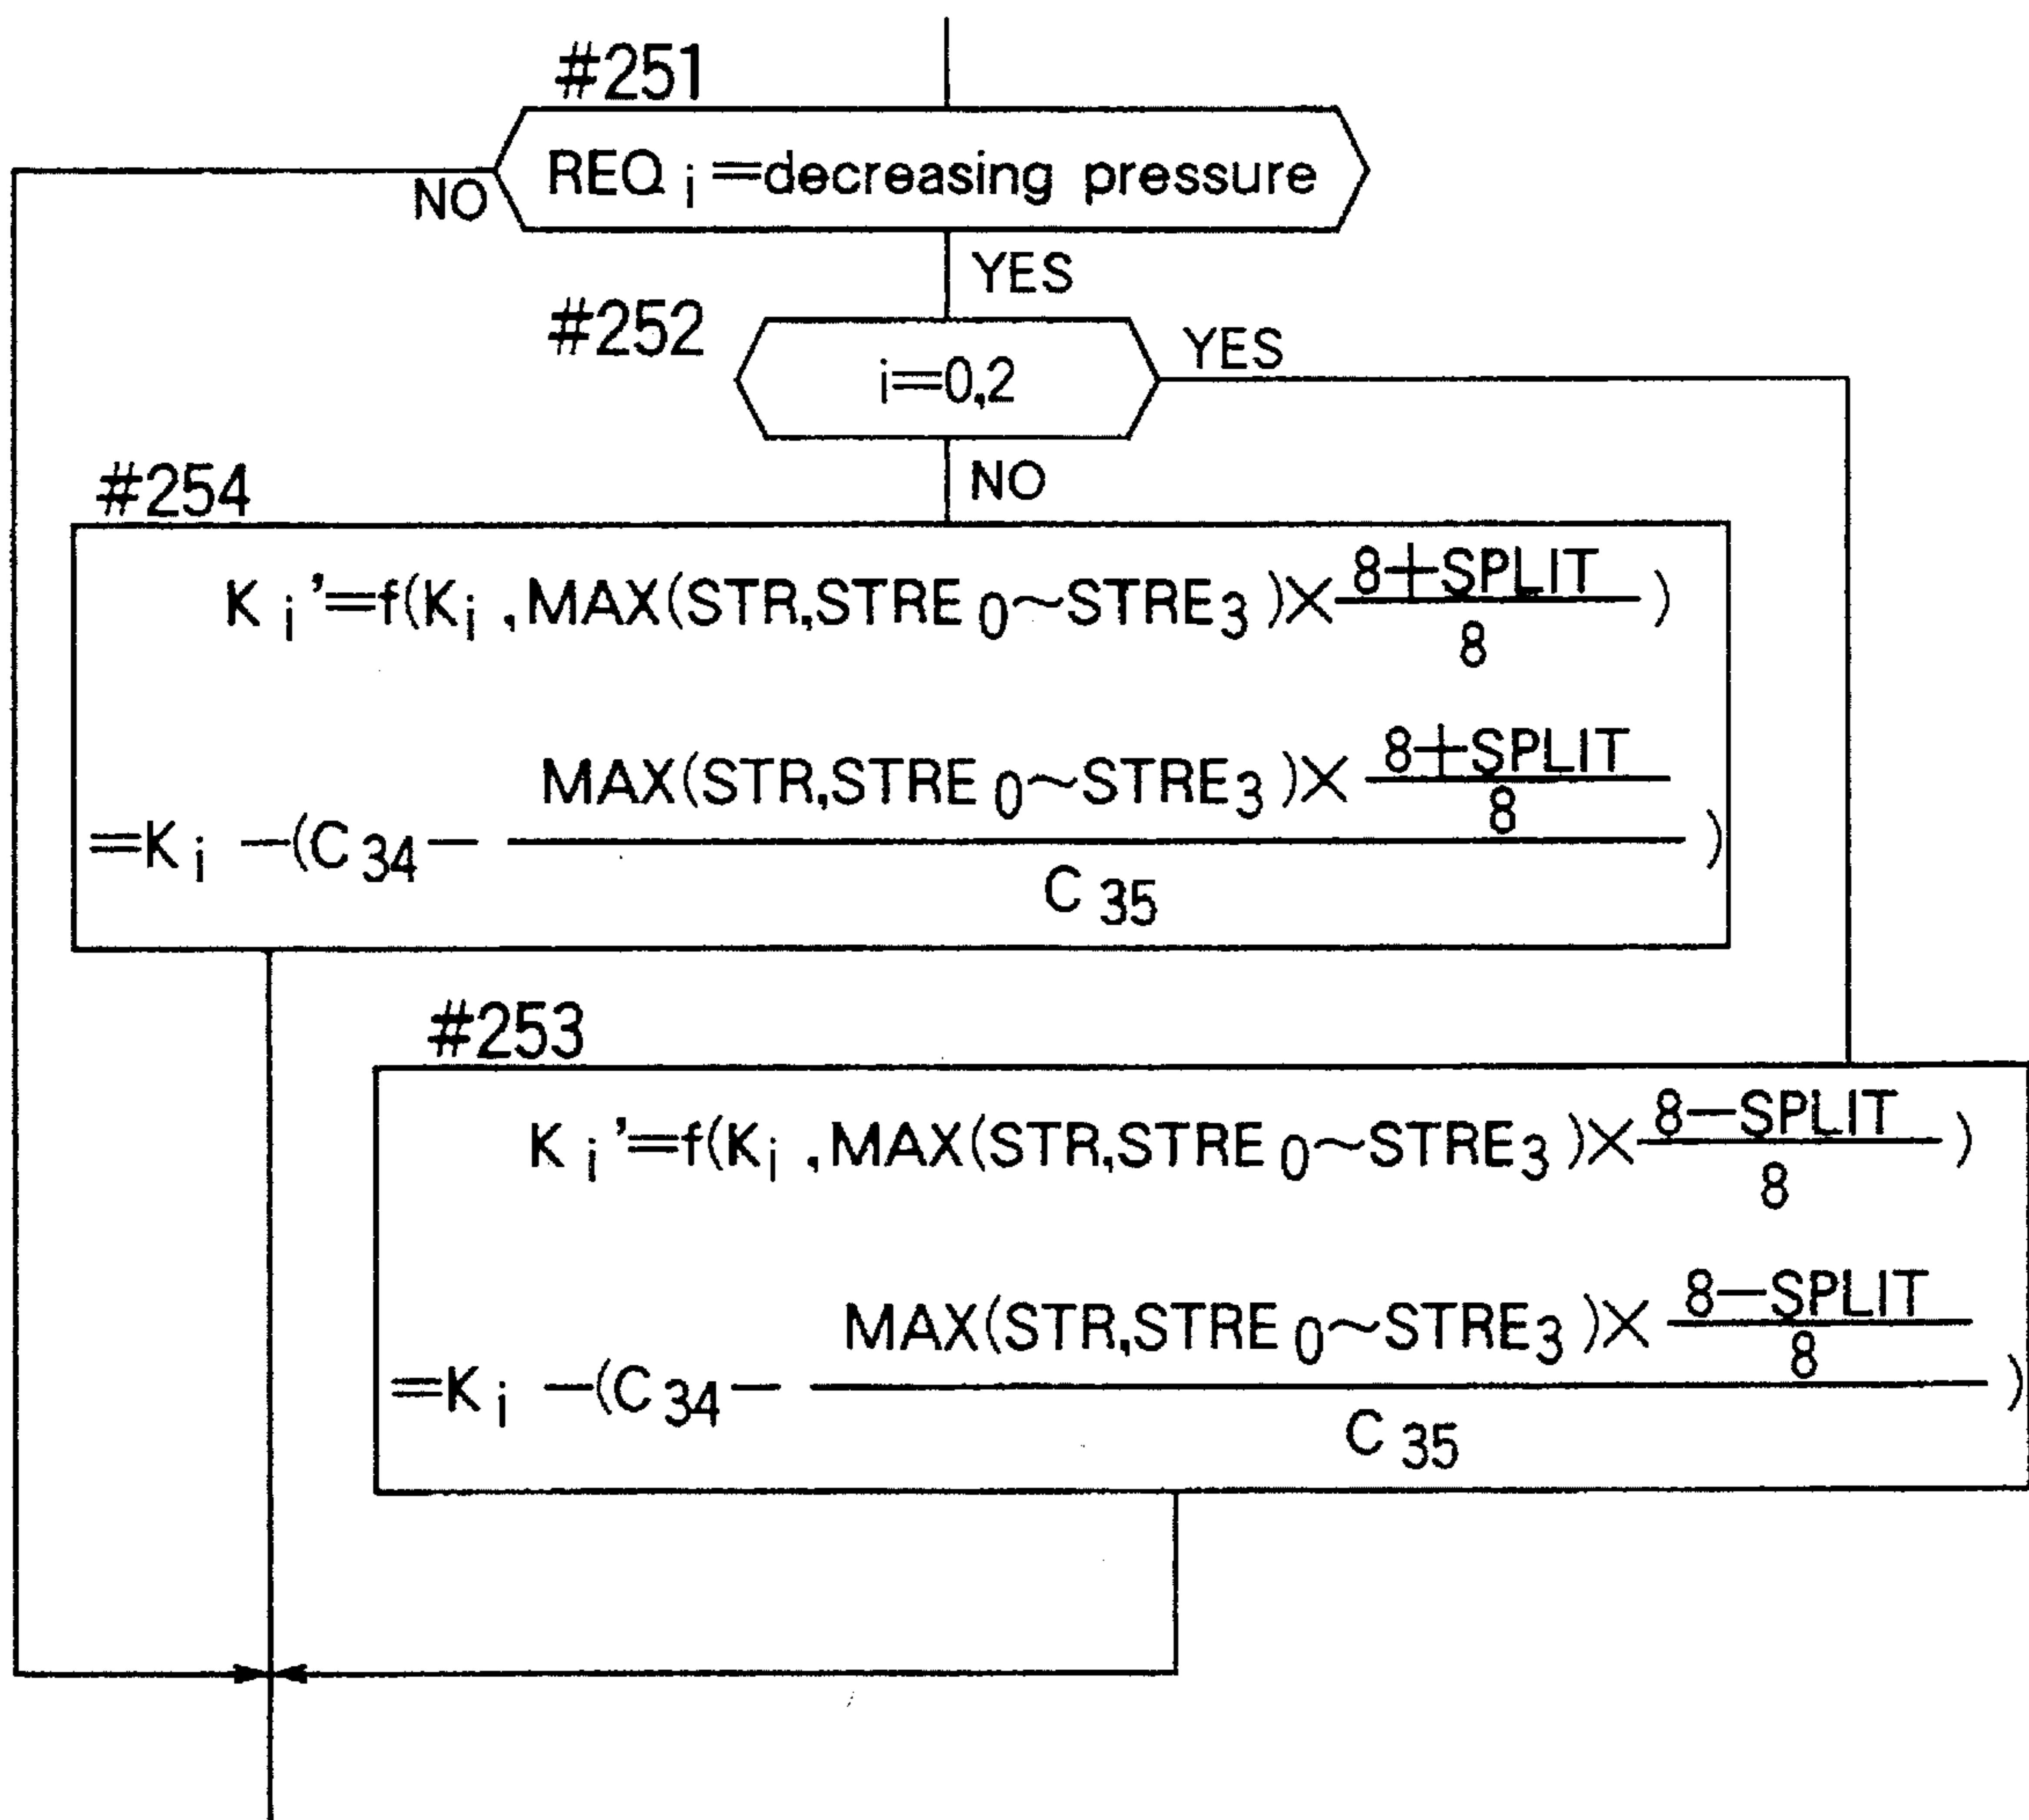 #251
REQ i =decreasing pressure
NO
YES
#252
i=0,2
YES
NO
#254
K i '=f(K i ,MAX(STR,STRE 0~STRE3 )× 8+SPLIT / 8 )
MAX(STR,STRE 0~STRE3 )× 8+SPLIT / 8
=K i -(C 34- )
C 35
#253
K i '=f(K i ,MAX(STR,STRE 0~STRE3 )× 8-SPLIT / 8 )
MAX(STR,STRE 0~STRE3 )× 8-SPLIT / 8
=K i -(C 34- )
C 35